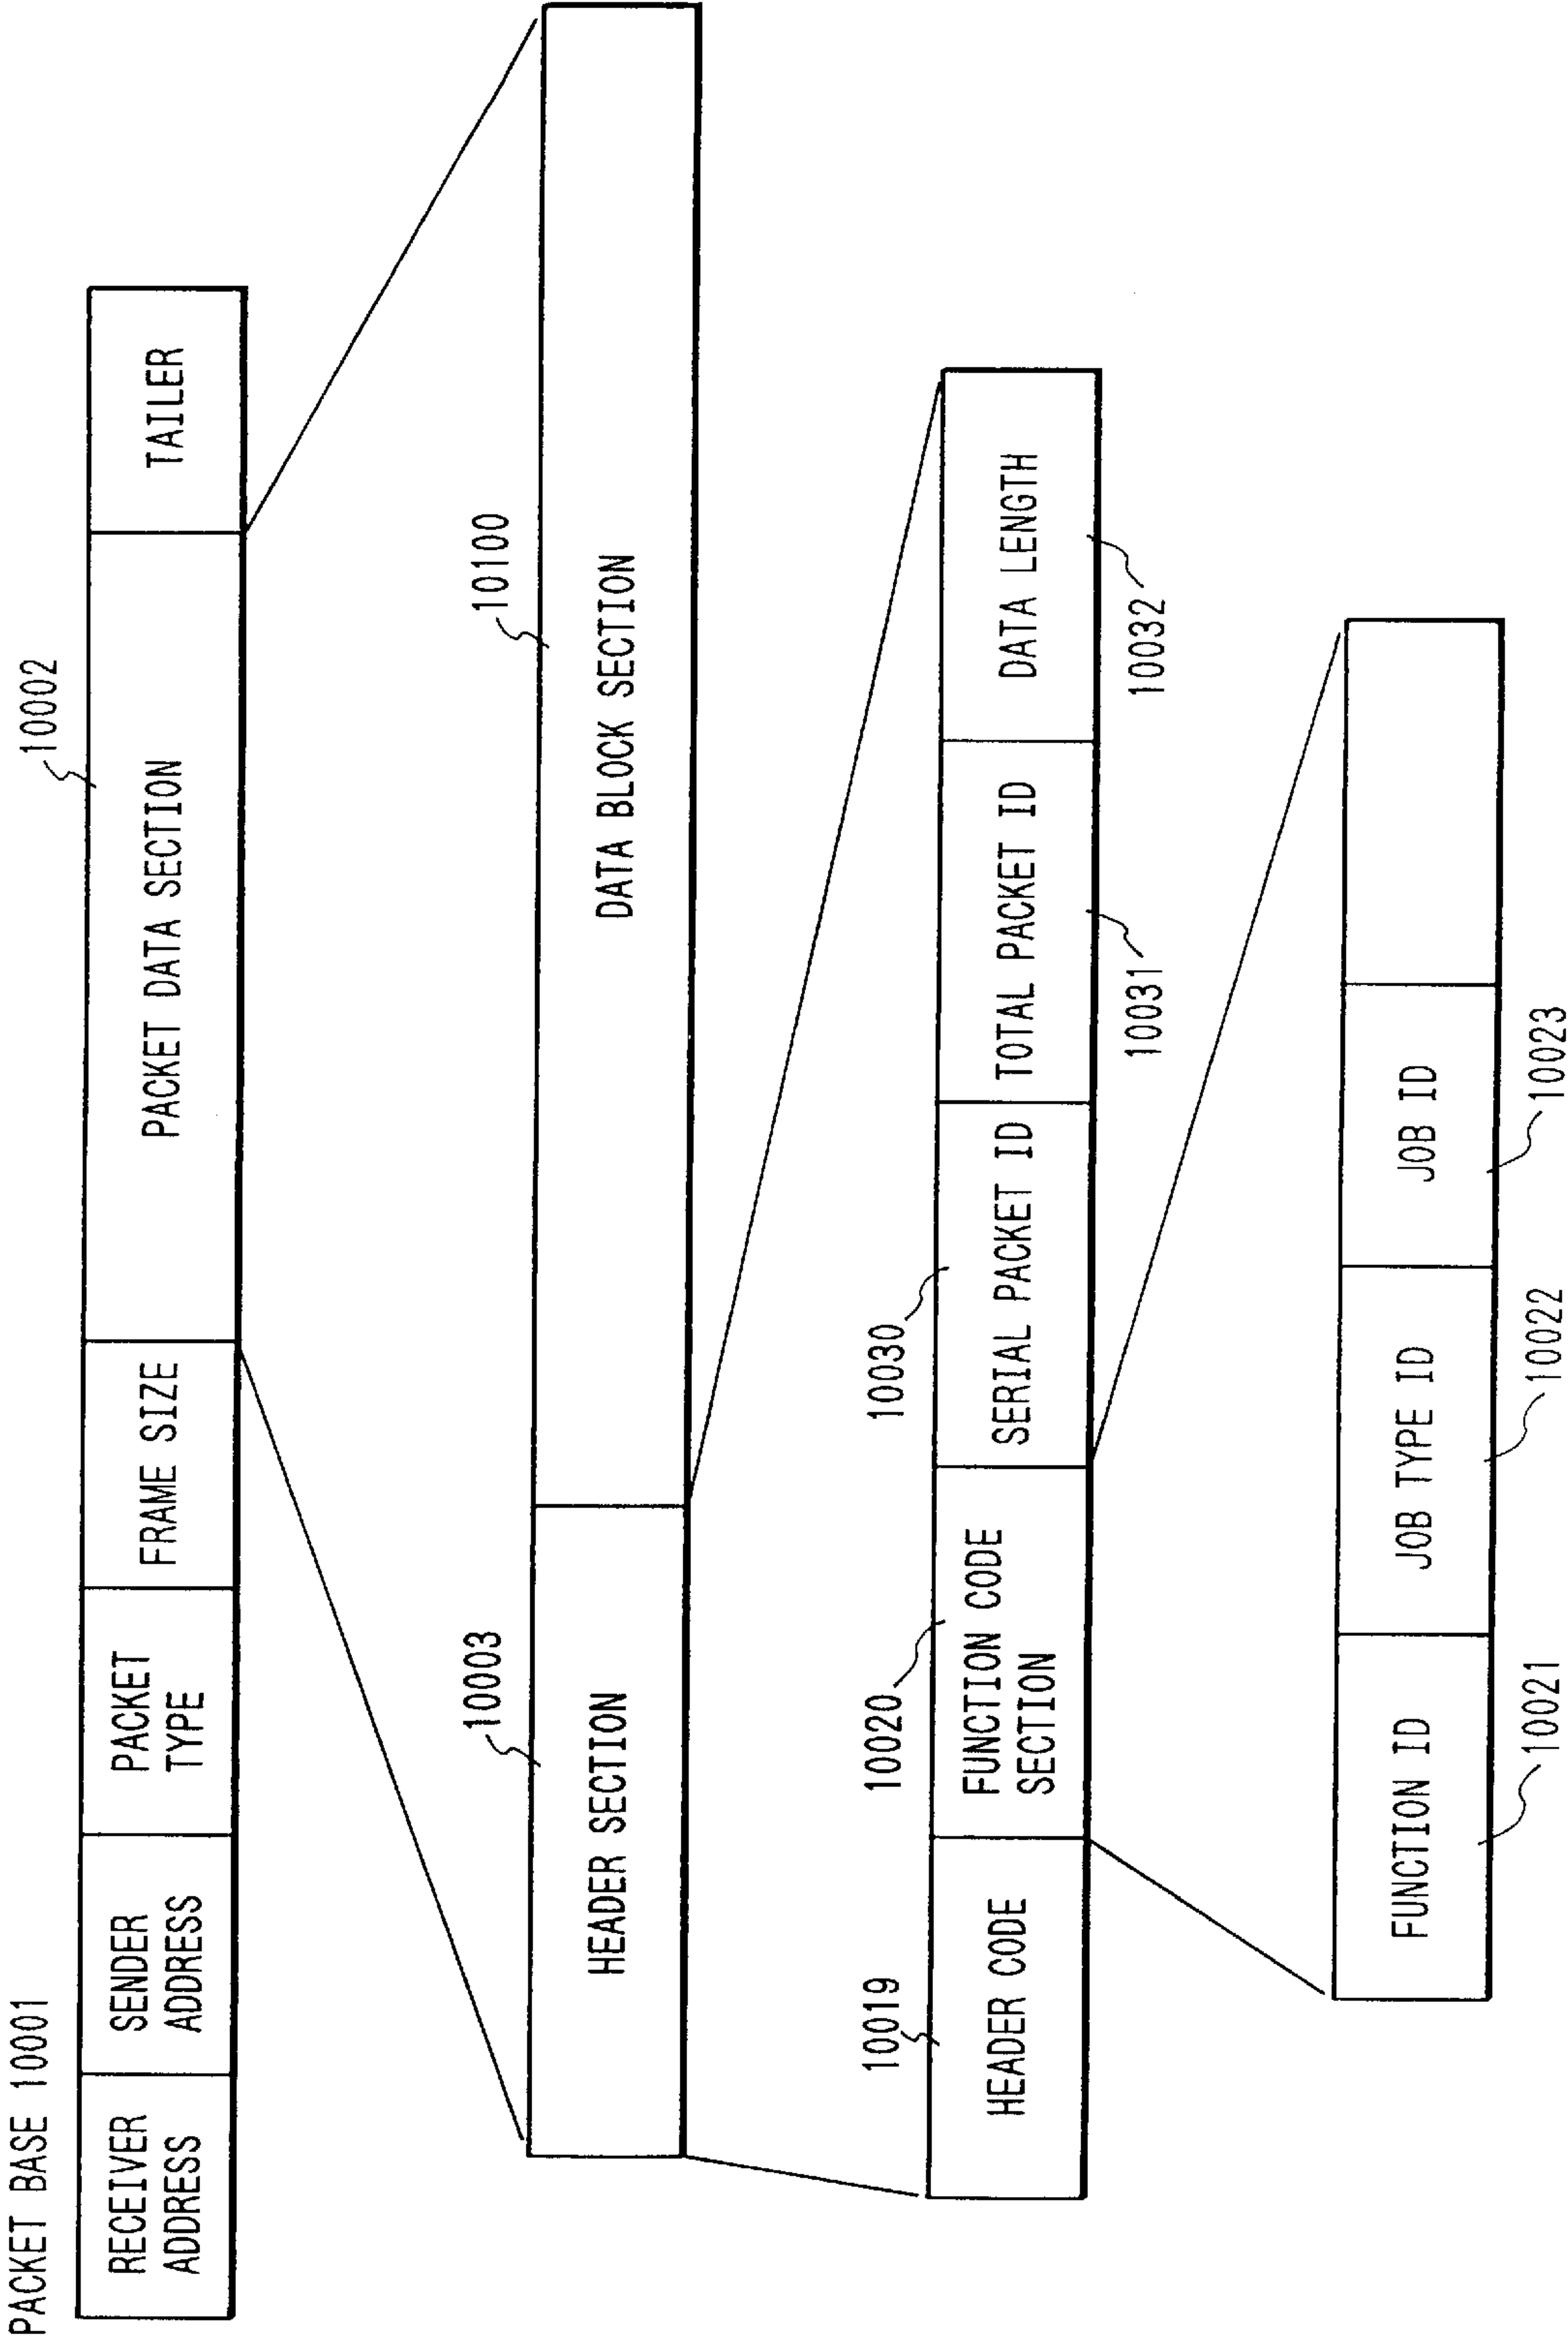 PACKET BASE 10001
10002
RECEIVER
ADDRESS
SENDER
ADDRESS
PACKET
TYPE
FRAME SIZE
PACKET DATA SECTION
TAILER
10003
10100
HEADER SECTION
DATA BLOCK SECTION
10019
10020
10030
HEADER CODE
FUNCTION CODE
SECTION
SERIAL PACKET ID
TOTAL PACKET ID
DATA LENGTH
10031
10032
FUNCTION ID
JOB TYPE ID
JOB ID
10021
10022
10023